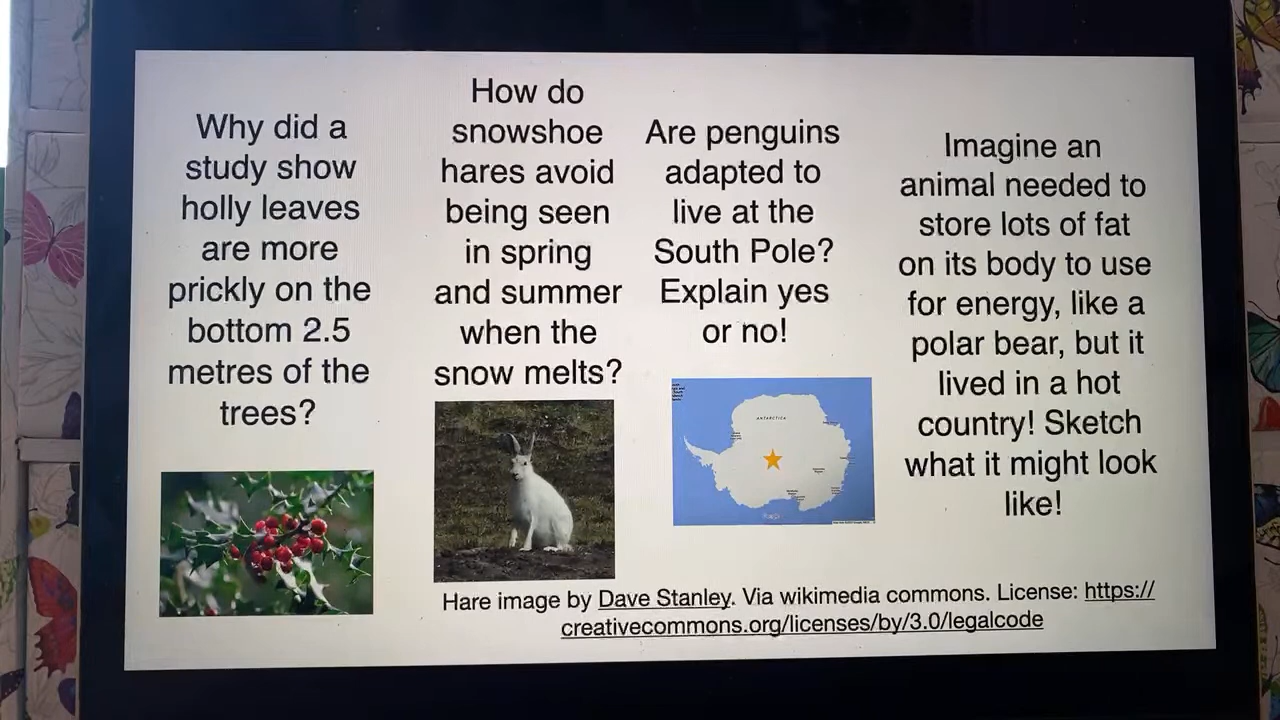 Why did a
study show
holly leaves
are more
prickly on the
bottom 2.5
metres of the
trees?
How do
snowshoe
hares avoid
being seen
in spring
and summer
when the
snow melts?
Are penguins
adapted to
live at the
South Pole?
Explain yes
or no!
ANTARCTICA
Imagine an
animal needed to
store lots of fat
on its body to use
for energy, like a
polar bear, but it
lived in a hot
country! Sketch
what it might look
like!
Hare image by Dave Stanley. Via wikimedia commons. License: https://
creativecommons.org/licenses/by/3.0/legalcode